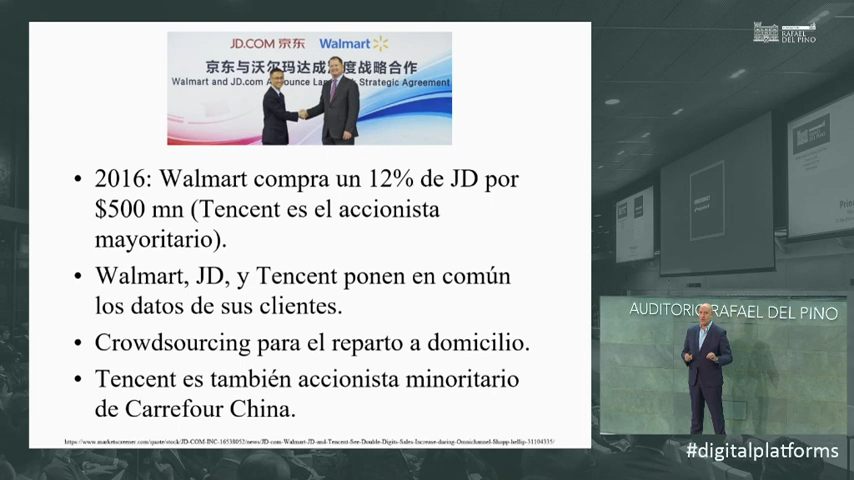 JD.COM 京东 Walmart
京东与沃尔玛达成 度战略合作
Walmart and JD.com A ounce La Strategic Agreement
• 2016: Walmart compra un 12% de JD por
$500 mn (Tencent es el accionista
mayoritario).
• Walmart, JD, y Tencent ponen en común
los datos de sus clientes.
• Crowdsourcing para el reparto a domicilio.
• Tencent es también accionista minoritario
de Carrefour China.
RAFAEL
DEL PINO
AUDITORIO RAFAEL DEL PINO
#digitalplatforms